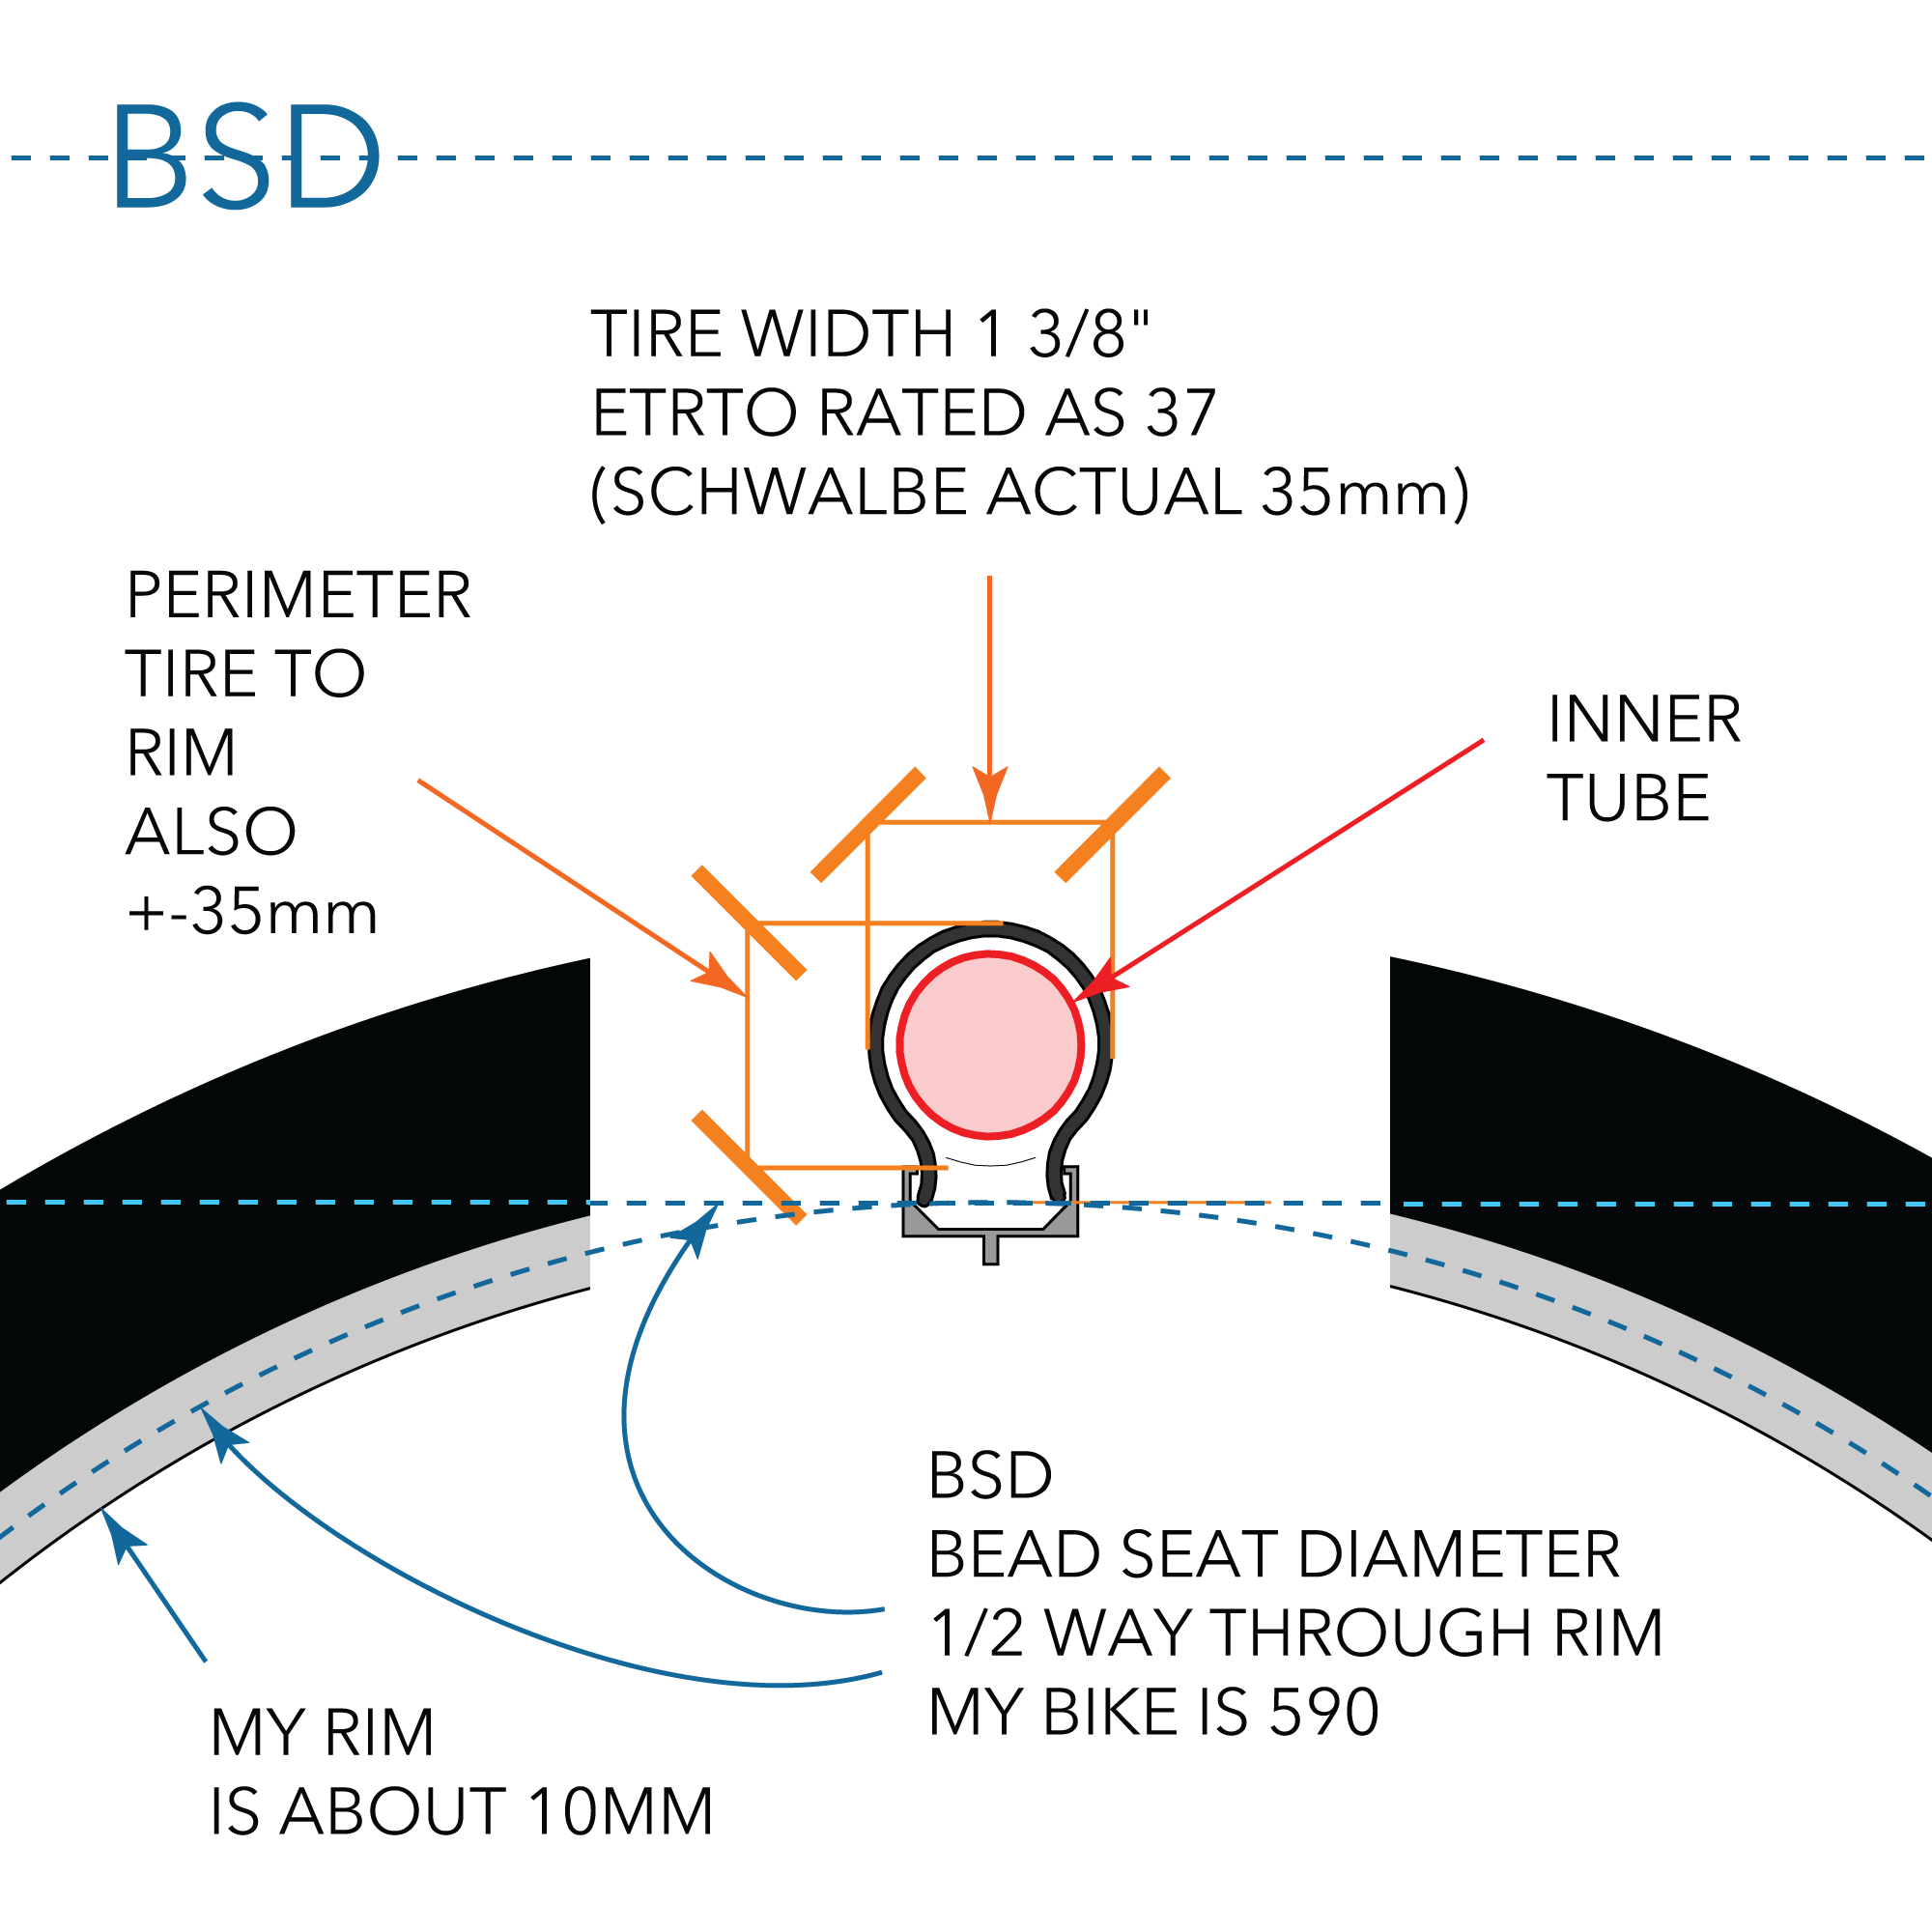 BSD
TIRE WIDTH 1 3/8"
ETRTO RATED AS 37
(SCHWALBE ACTUAL 35mm)
PERIMETER
TIRE TO
RIM
ALSO
+-35mm
INNER
TUBE
BSD
BEAD SEAT DIAMETER
1/2 WAY THROUGH RIM
MY BIKE IS 590
MY RIM
IS ABOUT 10MM